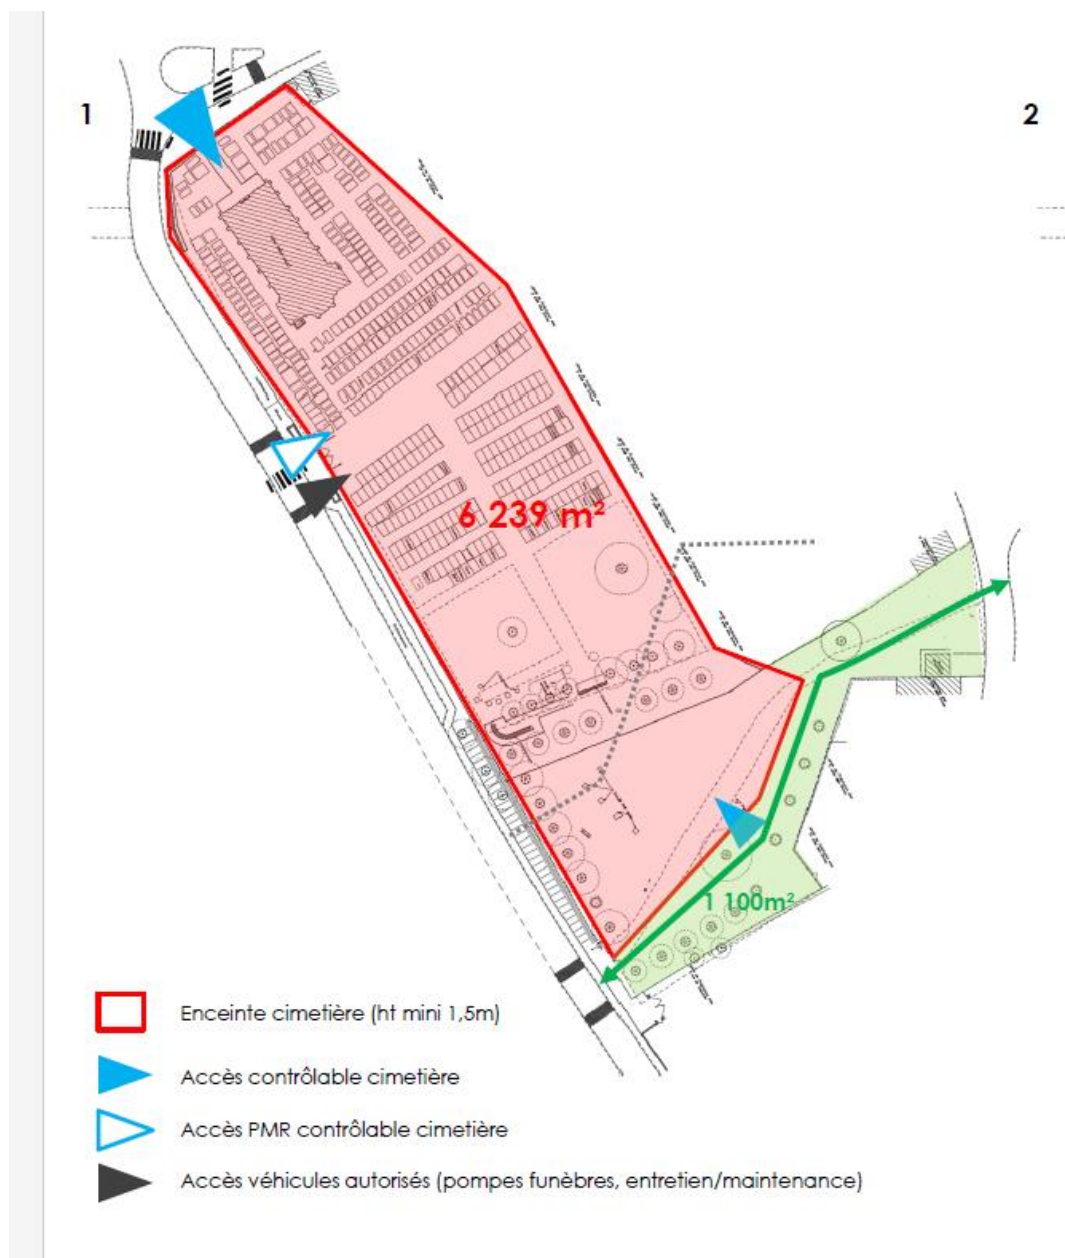 1
2
6 239 m²
1 100m²
Enceinte cimetière (ht mini 1,5m)
Accès contrôlable cimetière
Accès PMR contrôlable cimetière
Accès véhicules autorisés (pompes funèbres, entretien/maintenance)